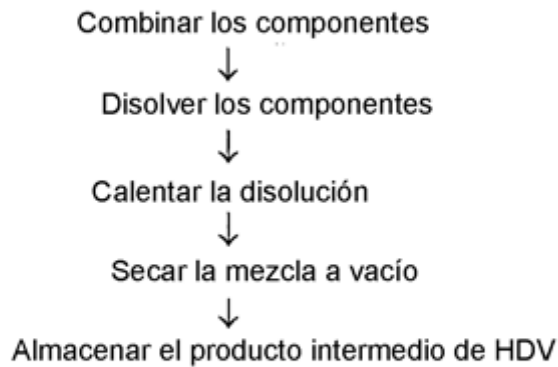 Combinar los componentes
↓
Disolver los componentes
↓
Calentar la disolución
↓
Secar la mezcla a vacío
↓
Almacenar el producto intermedio de HDV